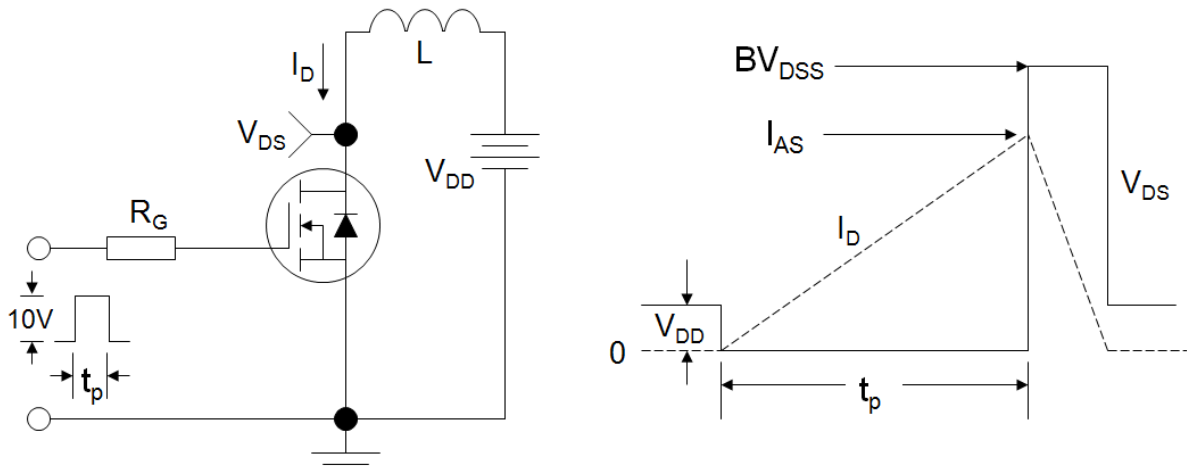 L
I_D
V_DS
V_DD
R_G
10V
t_p
BV_DSS
I_AS
V_DS
I_D
V_DD
0
t_p